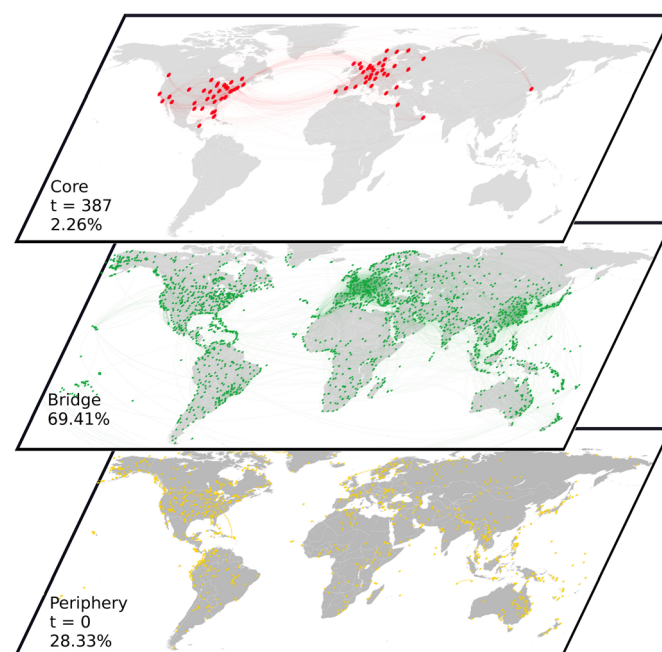 Core
t = 387
2.26%
Bridge
69.41%
Periphery
t = 0
28.33%